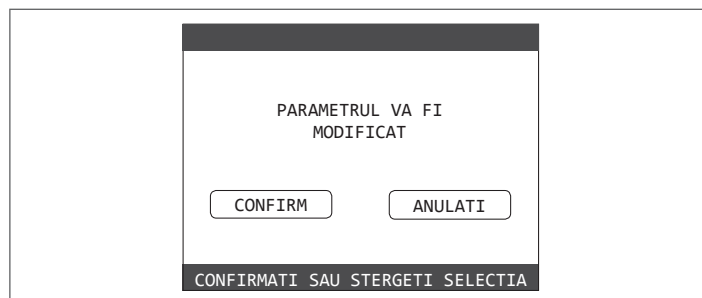 PARAMETRUL VA FI
MODIFICAT
CONFIRM ANULATI
CONFIRMATI SAU STERGETI SELECTIA